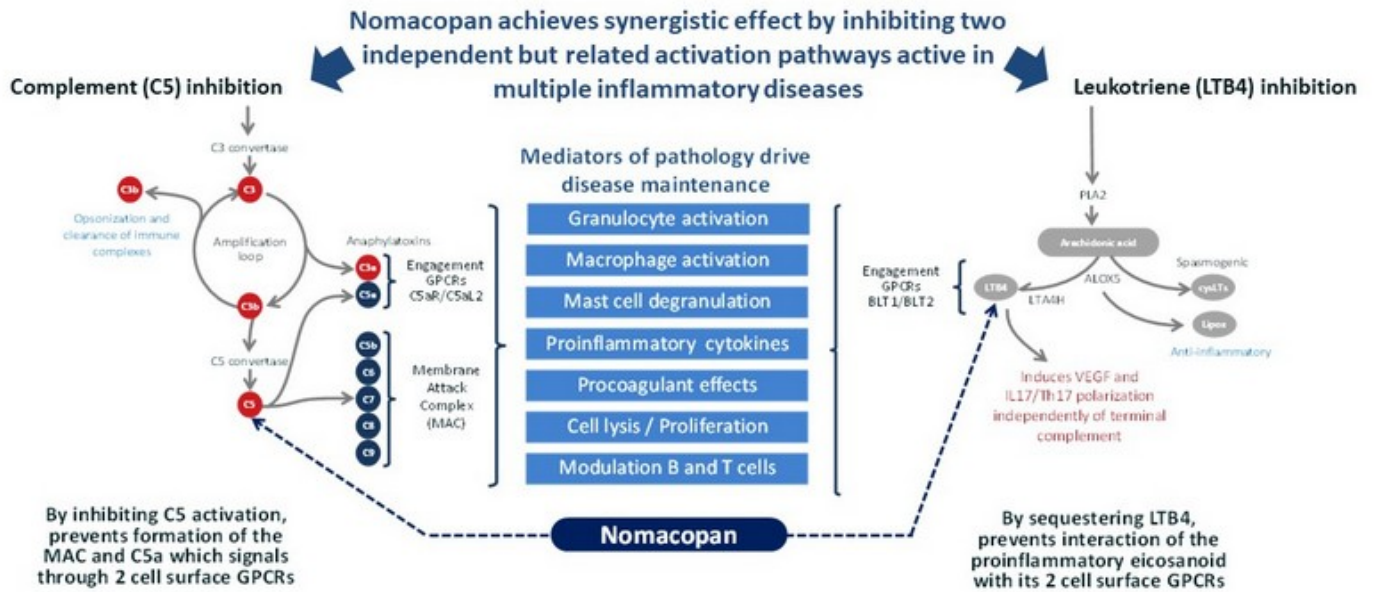 Nomacopan achieves synergistic effect by inhibiting two
independent but related activation pathways active in
multiple inflammatory diseases
Complement (C5) inhibition
C3 convertase
C3
C3b
Opsonization and
clearance of immune
complexes
Amplification
loop
C3b
C5 convertase
C5
Anaphylatoxins
C3a
C5a
Engagement
GPCRs
C5aR/C5aL2
C5b
C6
C7
C8
C9
Membrane
Attack
Complex
(MAC)
By inhibiting C5 activation,
prevents formation of the
MAC and C5a which signals
through 2 cell surface GPCRs
Mediators of pathology drive
disease maintenance
Granulocyte activation
Macrophage activation
Mast cell degranulation
Proinflammatory cytokines
Procoagulant effects
Cell lysis / Proliferation
Modulation B and T cells
Nomacopan
Leukotriene (LTB4) inhibition
PLA2
Arachidonic acid
Engagement
GPCRs
BLT1/BLT2
LTB4
LTA4H
ALOX5
Spasmogenic
cysLTs
Lipox
Anti-inflammatory
Induces VEGF and
IL17/Th17 polarization
independently of terminal
complement
By sequestering LTB4,
prevents interaction of the
proinflammatory eicosanoid
with its 2 cell surface GPCRs